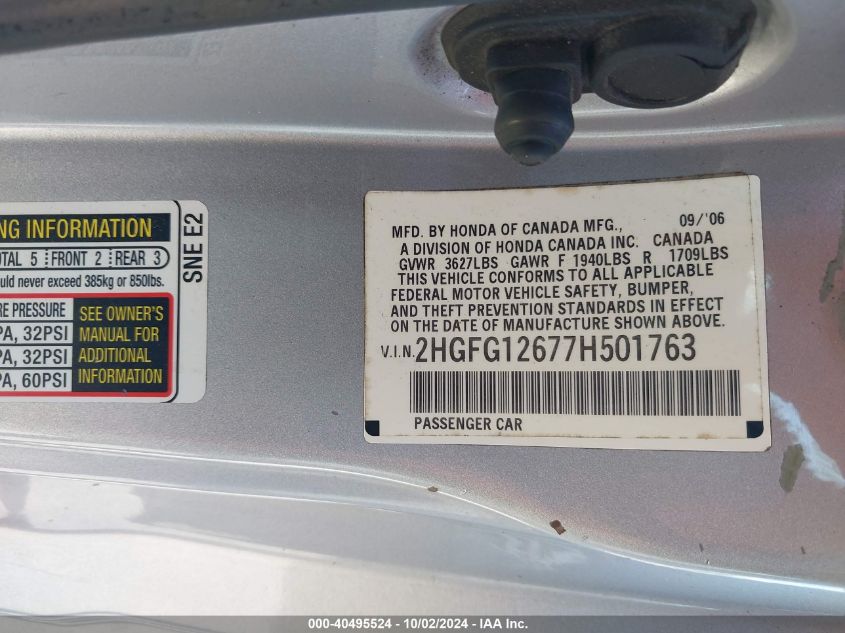 NG INFORMATION
OTAL 5 FRONT 2 REAR 3
ould never exceed 385kg or 850lbs.
RE PRESSURE
PA, 32PSI
PA, 32PSI
PA, 60PSI
SEE OWNER'S
MANUAL FOR
ADDITIONAL
INFORMATION
SNE E2
MFD. BY HONDA OF CANADA MFG., 09/'06
A DIVISION OF HONDA CANADA INC. CANADA
GVWR 3627LBS GAWR F 1940LBS R 1709LBS
THIS VEHICLE CONFORMS TO ALL APPLICABLE
FEDERAL MOTOR VEHICLE SAFETY, BUMPER,
AND THEFT PREVENTION STANDARDS IN EFFECT
ON THE DATE OF MANUFACTURE SHOWN ABOVE.
V.I.N. 2HGFG12677H501763
PASSENGER CAR
000-40495524 - 10/02/2024 - IAA Inc.